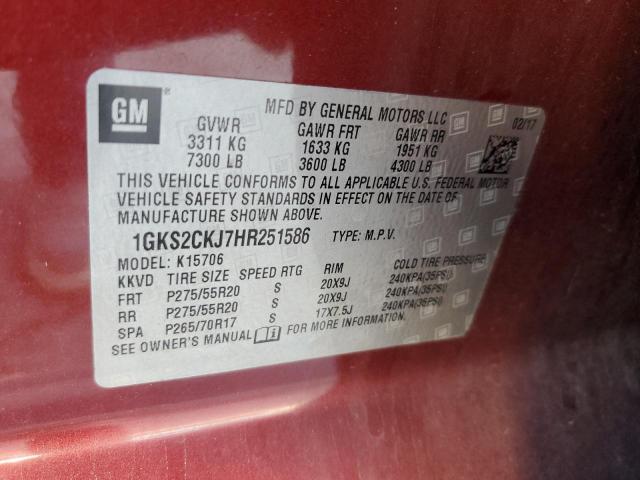 GM
MFD BY GENERAL MOTORS LLC
02/17
GVWR GAWR FRT GAWR RR
3311 KG 1633 KG 1951 KG
7300 LB 3600 LB 4300 LB
THIS VEHICLE CONFORMS TO ALL APPLICABLE U.S. FEDERAL MOTOR
VEHICLE SAFETY STANDARDS IN EFFECT ON THE DATE OF
MANUFACTURE SHOWN ABOVE.
1GKS2CKJ7HR251586 TYPE: M.P.V.
MODEL: K15706
KKVD TIRE SIZE SPEED RTG RIM COLD TIRE PRESSURE
FRT P275/55R20 S 20X9J 240KPA(35PSI)
RR P275/55R20 S 20X9J 240KPA(35PSI)
SPA P265/70R17 S 17X7.5J 240KPA(35PSI)
SEE OWNER'S MANUAL FOR MORE INFORMATION.